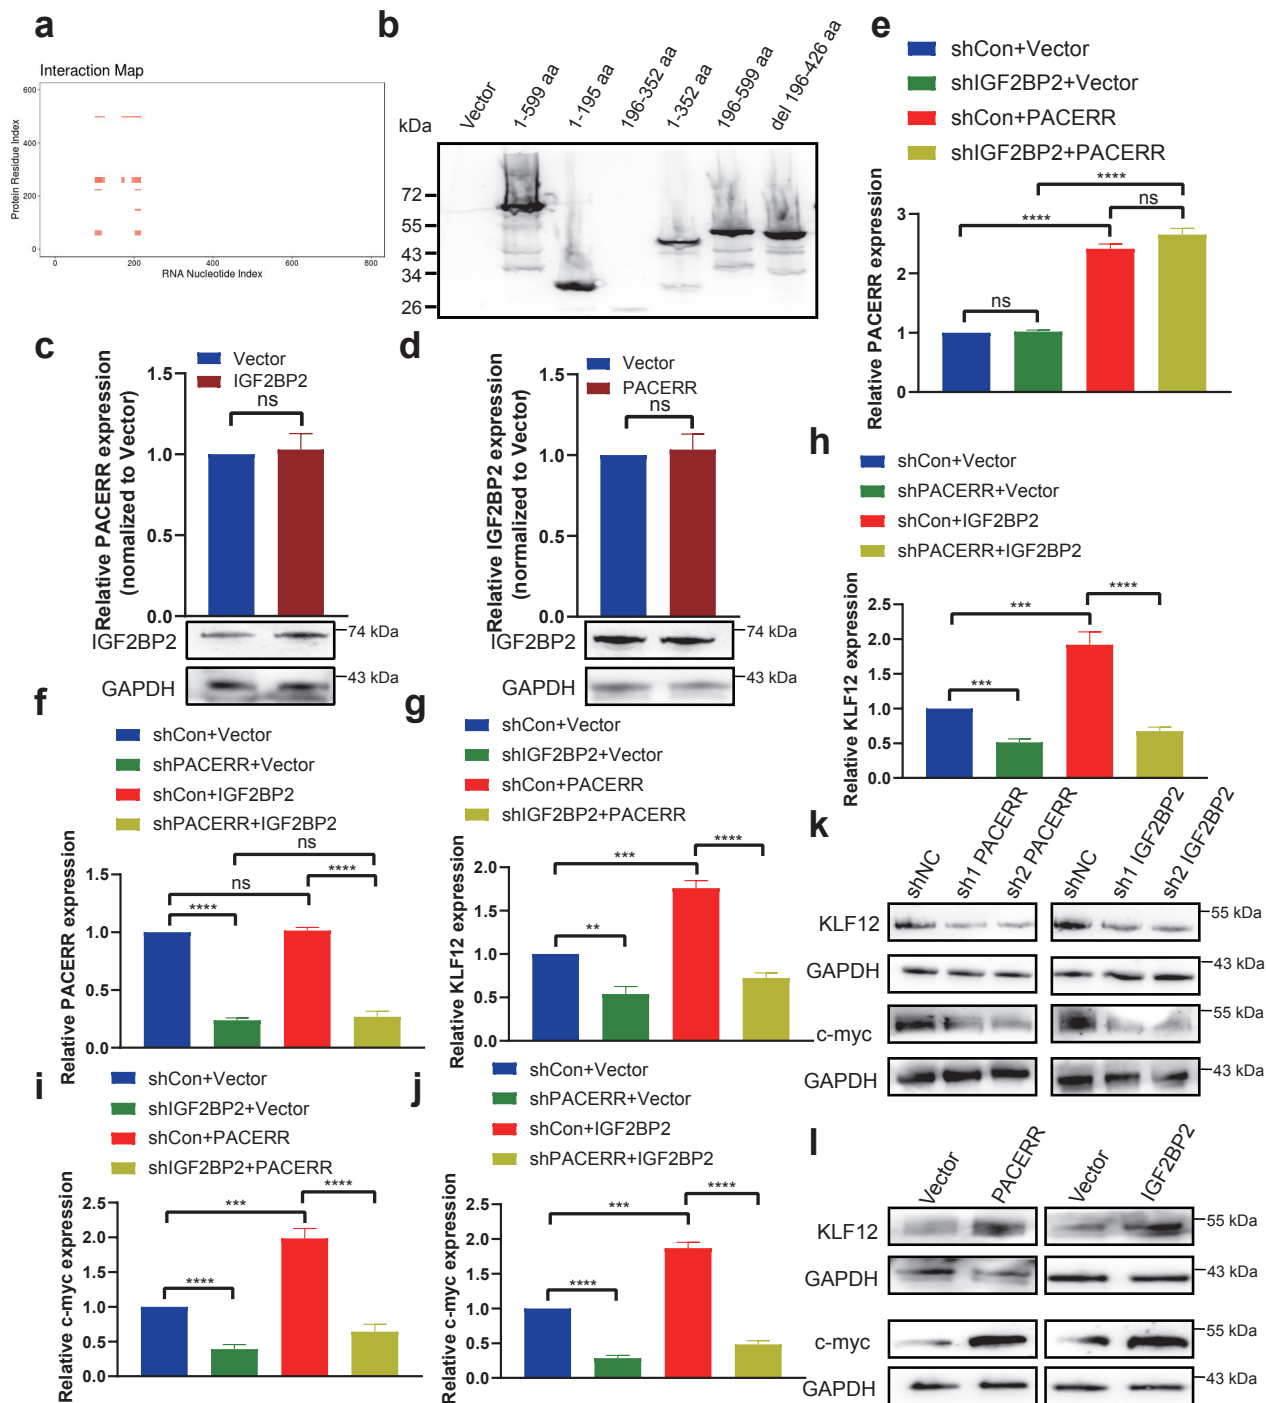 a
Interaction Map
Protein Residue Index
600
400
200
0
0
200
400
600
800
RNA Nucleotide Index
b
Vector
1-599 aa
1-195 aa
196-352 aa
1-352 aa
196-599 aa
del 196-426 aa
kDa
72
55
43
34
26
e
shCon+Vector
shIGF2BP2+Vector
shCon+PACERR
shIGF2BP2+PACERR
Relative PACERR expression
3
2
1
0
ns
****
****
ns
c
Vector
IGF2BP2
Relative PACERR expression
(nomalized to Vector)
1.5
1.0
0.5
0.0
ns
IGF2BP2
74 kDa
GAPDH
43 kDa
d
Vector
PACERR
Relative IGF2BP2 expression
(normalized to Vector)
1.5
1.0
0.5
0.0
ns
IGF2BP2
74 kDa
GAPDH
43 kDa
h
shCon+Vector
shPACERR+Vector
shCon+IGF2BP2
shPACERR+IGF2BP2
Relative KLF12 expression
2.5
2.0
1.5
1.0
0.5
0.0
***
***
****
f
shCon+Vector
shPACERR+Vector
shCon+IGF2BP2
shPACERR+IGF2BP2
Relative PACERR expression
1.5
1.0
0.5
0.0
ns
ns
****
****
g
shCon+Vector
shIGF2BP2+Vector
shCon+PACERR
shIGF2BP2+PACERR
Relative KLF12 expression
2.0
1.5
1.0
0.5
0.0
**
***
****
k
shNC
sh1 PACERR
sh2 PACERR
shNC
sh1 IGF2BP2
sh2 IGF2BP2
KLF12
55 kDa
GAPDH
43 kDa
c-myc
55 kDa
GAPDH
43 kDa
i
shCon+Vector
shIGF2BP2+Vector
shCon+PACERR
shIGF2BP2+PACERR
Relative c-myc expression
2.5
2.0
1.5
1.0
0.5
0.0
****
***
****
j
shCon+Vector
shPACERR+Vector
shCon+IGF2BP2
shPACERR+IGF2BP2
Relative c-myc expression
2.5
2.0
1.5
1.0
0.5
0.0
****
***
****
l
Vector
PACERR
Vector
IGF2BP2
KLF12
55 kDa
GAPDH
43 kDa
c-myc
55 kDa
GAPDH
43 kDa